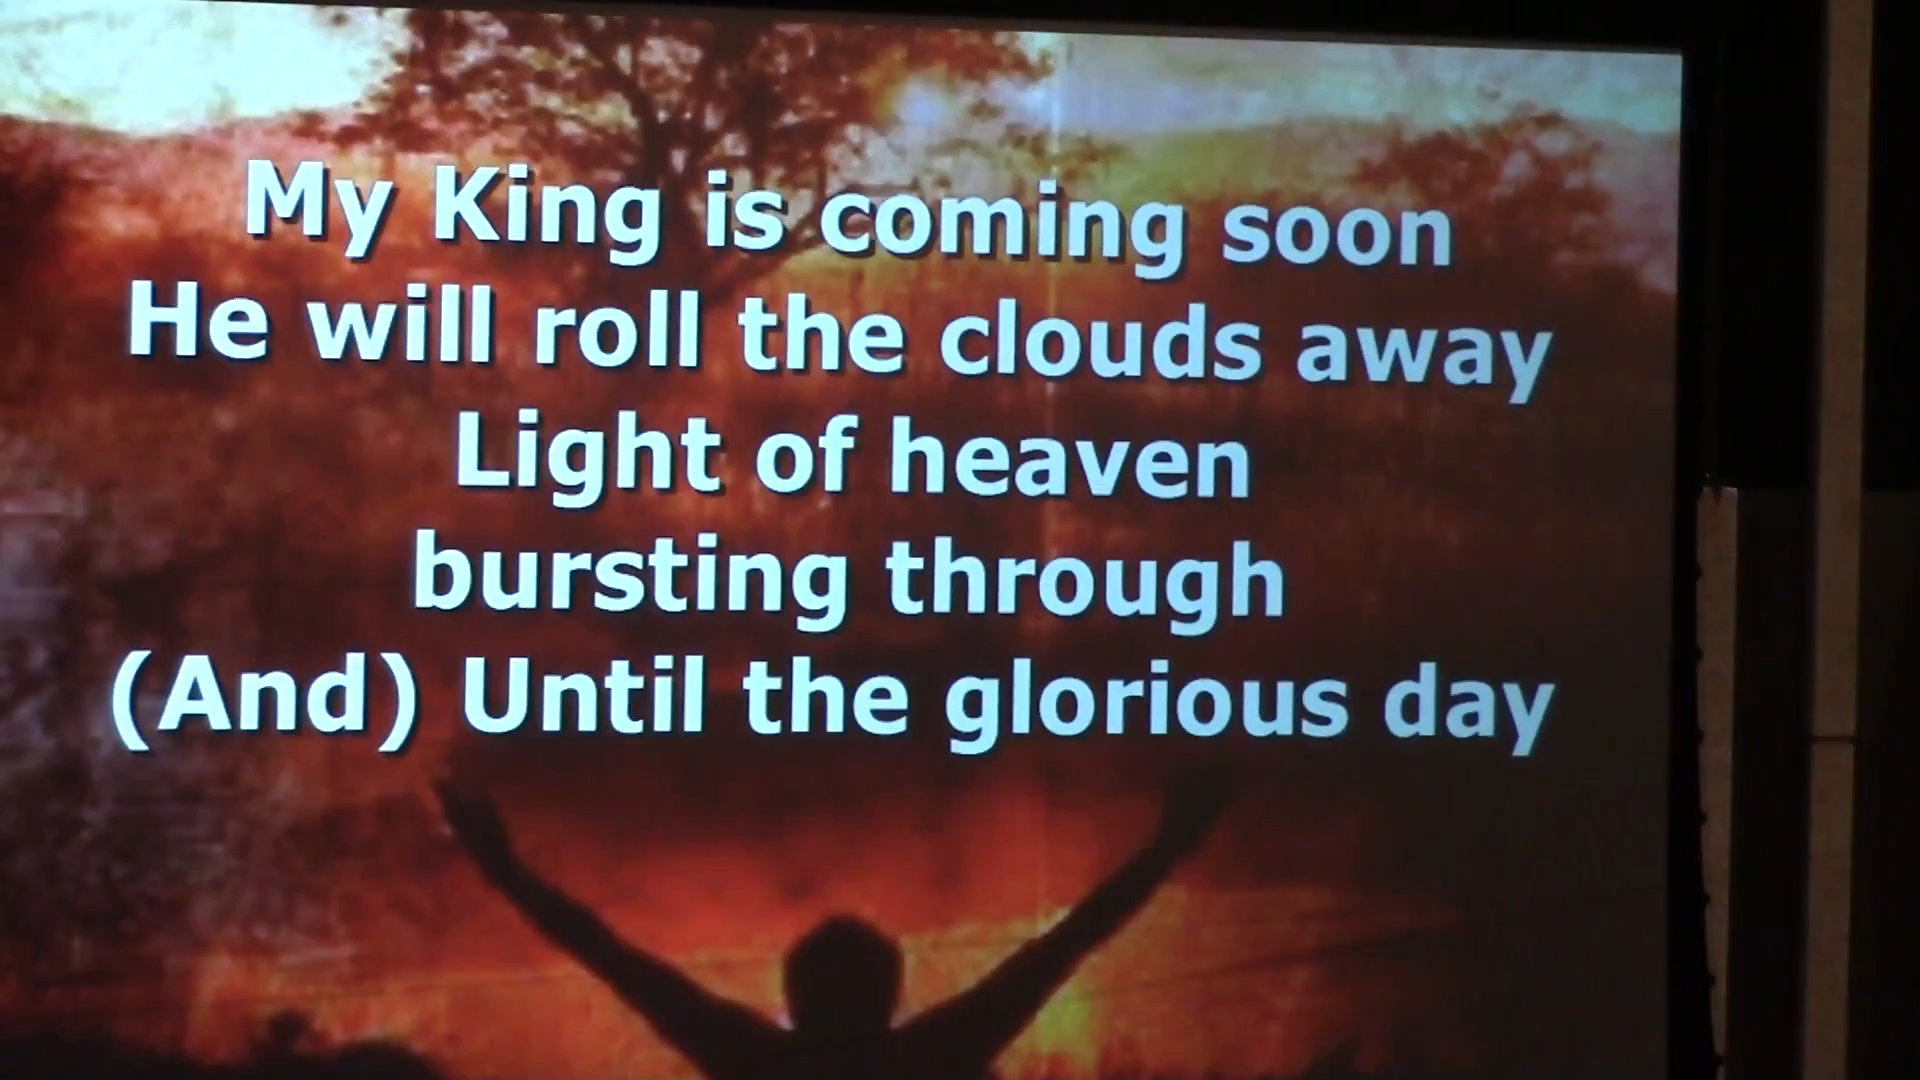 My King is coming soon
He will roll the clouds away
Light of heaven
bursting through
(And) Until the glorious day